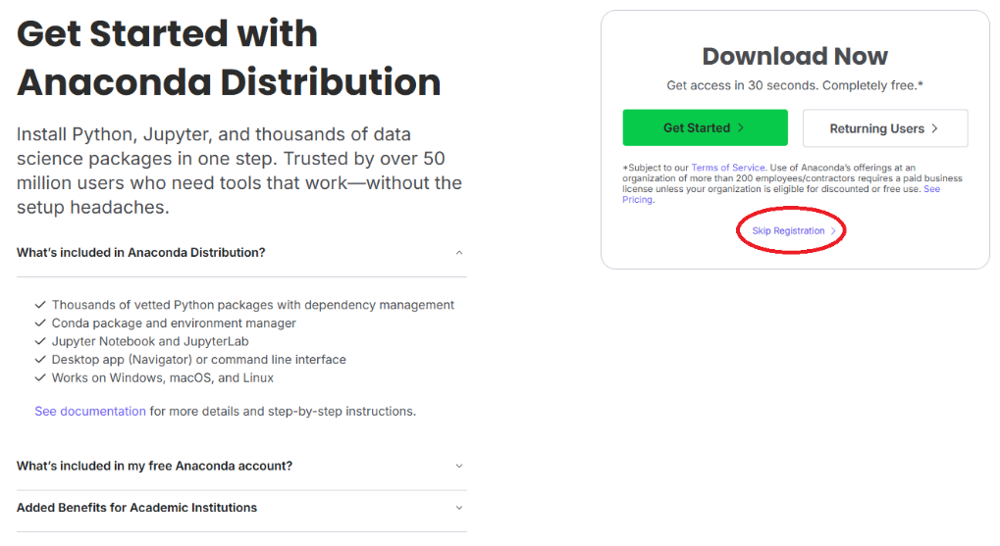 Get Started with
Anaconda Distribution
Install Python, Jupyter, and thousands of data
science packages in one step. Trusted by over 50
million users who need tools that work—without the
setup headaches.
What's included in Anaconda Distribution?
Thousands of vetted Python packages with dependency management
Conda package and environment manager
Jupyter Notebook and JupyterLab
Desktop app (Navigator) or command line interface
Works on Windows, macOS, and Linux
See documentation for more details and step-by-step instructions.
What's included in my free Anaconda account?
Added Benefits for Academic Institutions
Download Now
Get access in 30 seconds. Completely free.*
Get Started
Returning Users
*Subject to our Terms of Service. Use of Anaconda's offerings at an
organization of more than 200 employees/contractors requires a paid business
license unless your organization is eligible for discounted or free use. See
Pricing.
Skip Registration